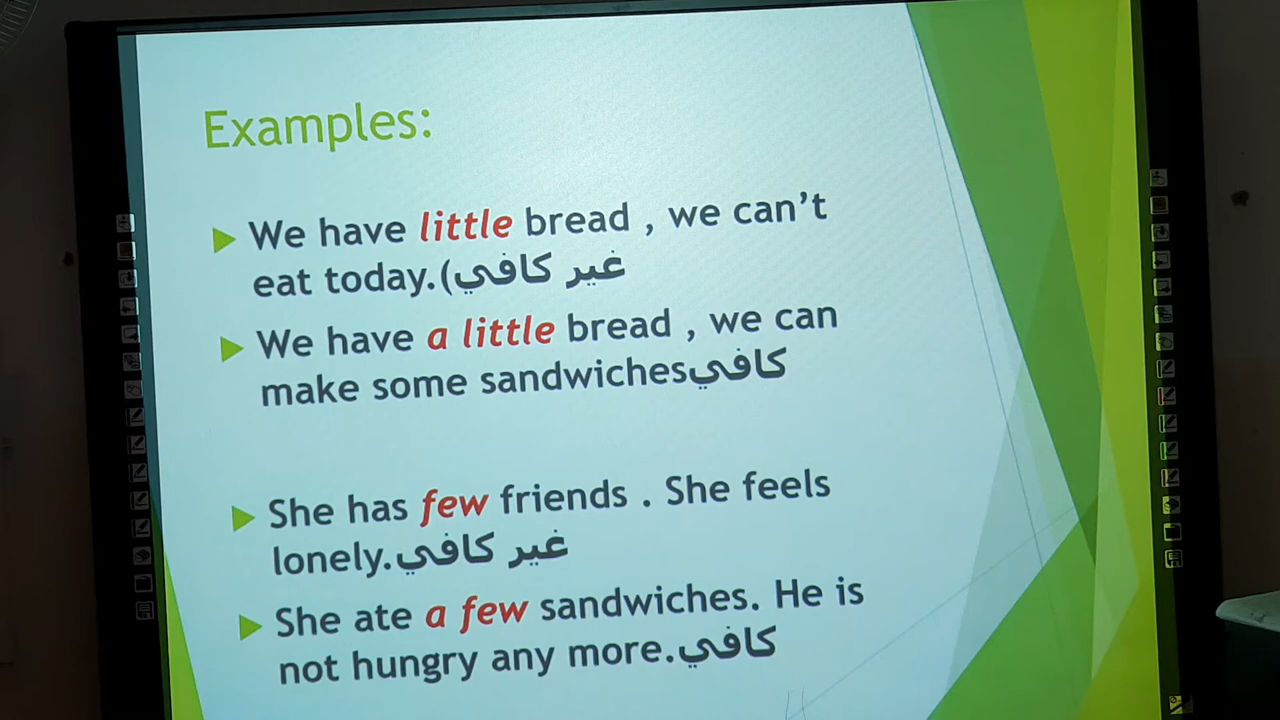 Examples:
We have little bread , we can't
eat today.(غير كافي
We have a little bread , we can
make some sandwichesكافي
She has few friends . She feels
lonely.غير كافي
She ate a few sandwiches. He is
not hungry any more.كافي